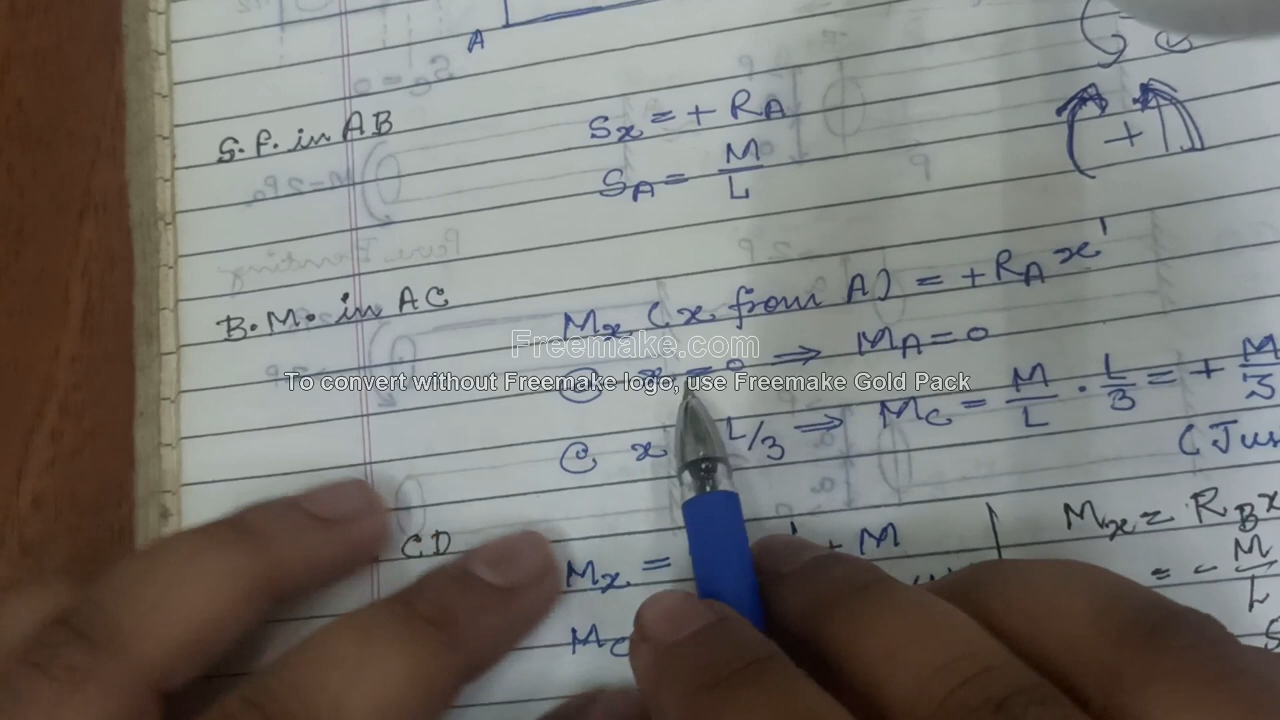 A
S.F. in AB
Sx = + RA
SA = M/L
+
B.M. in AC
Mx (x from A) = + RA x'
Freemake.com
@ x = 0 ⇒ MA = 0
To convert without Freemake logo, use Freemake Gold Pack
@ x L/3 ⇒ MC = M/L . L/3 = + M/3
CD
Mx = + M
Mx = RB x
= - M/L
MC